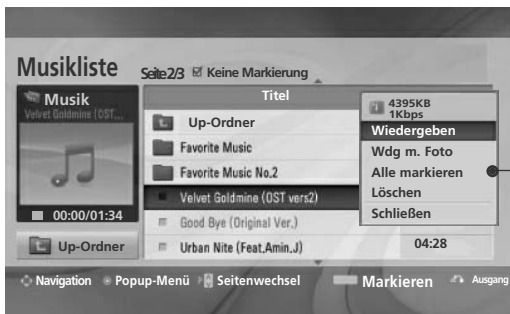 Musikliste
Seite2/3 Keine Markierung
Musik
Velvet Goldmine (OST...
00:00/01:34
Up-Ordner
Titel
Up-Ordner
Favorite Music
Favorite Music No.2
Velvet Goldmine (OST vers2)
Good Bye (Original Ver.)
Urban Nite (Feat.Amin.J)
04:28
4395KB
1Kbps
Wiedergeben
Wdg m. Foto
Alle markieren
Löschen
Schließen
Navigation Popup-Menü Seitenwechsel Markieren Ausgang